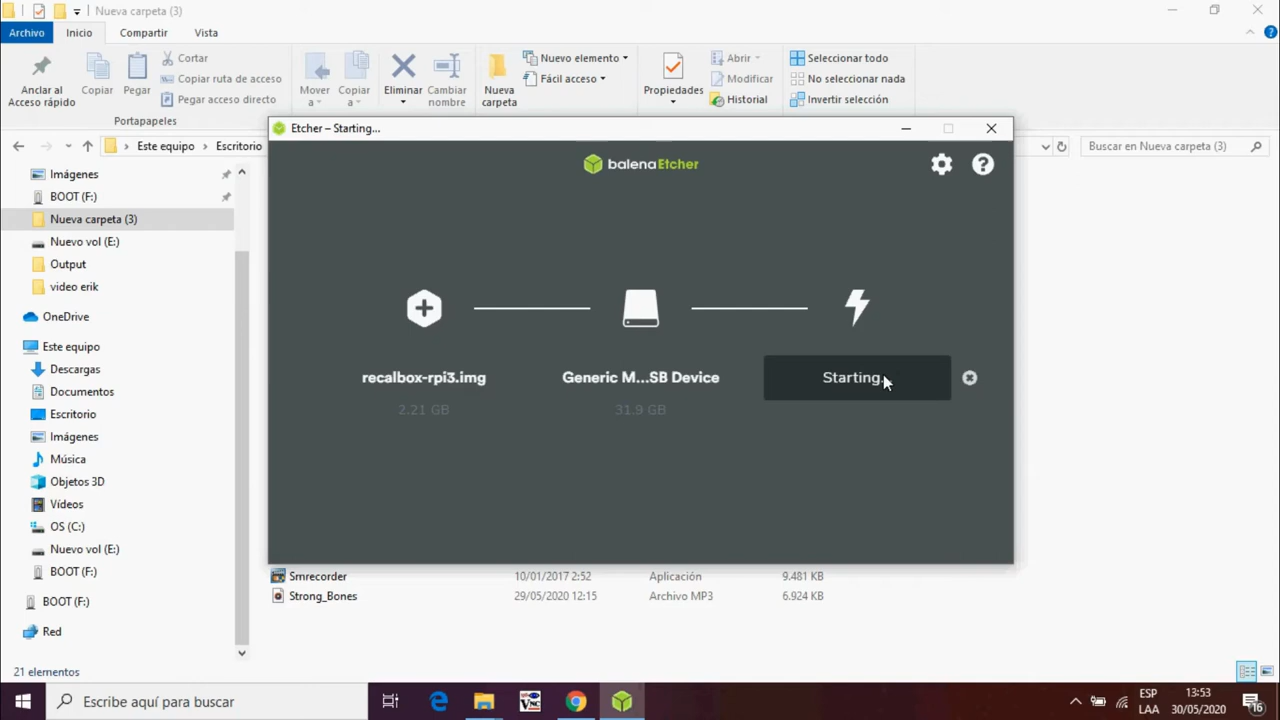 Nueva carpeta (3)
Archivo
Inicio
Compartir
Vista
Anclar al
Acceso rápido
Copiar
Pegar
Cortar
Copiar ruta de acceso
Pegar acceso directo
Portapapeles
Mover
a
Copiar
a
Eliminar
Cambiar
nombre
Nueva
carpeta
Nuevo elemento
Fácil acceso
Propiedades
Abrir
Modificar
Historial
Seleccionar todo
No seleccionar nada
Invertir selección
Este equipo
Escritorio
Buscar en Nueva carpeta (3)
Imágenes
BOOT (F:)
Nueva carpeta (3)
Nuevo vol (E:)
Output
video erik
OneDrive
Este equipo
Descargas
Documentos
Escritorio
Imágenes
Música
Objetos 3D
Vídeos
OS (C:)
Nuevo vol (E:)
BOOT (F:)
BOOT (F:)
Red
Etcher – Starting...
balenaEtcher
recalbox-rpi3.img
2.21 GB
Generic M...SB Device
31.9 GB
Starting.
Smrecorder 10/01/2017 2:52 Aplicación 9.481 KB
Strong_Bones 29/05/2020 12:15 Archivo MP3 6.924 KB
21 elementos
Escribe aquí para buscar
VNC
ESP
LAA
13:53
30/05/2020
16